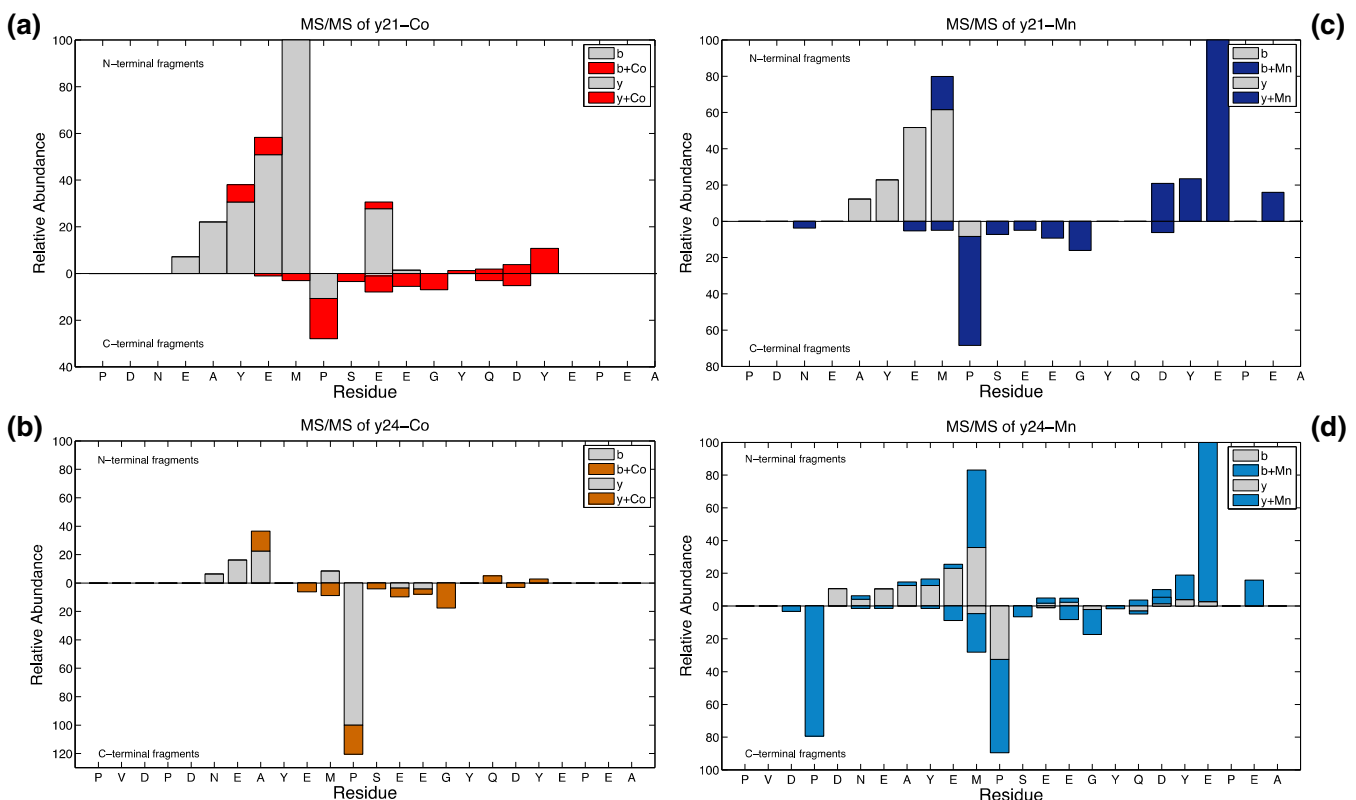 (a)
MS/MS of y21−Co
100
80
60
40
20
0
20
40
N−terminal fragments
C−terminal fragments
b
b+Co
y
y+Co
Relative Abundance
P D N E A Y E M P S E E G Y Q D Y E P E A
Residue
(c)
MS/MS of y21−Mn
100
80
60
40
20
0
20
40
60
80
N−terminal fragments
C−terminal fragments
b
b+Mn
y
y+Mn
Relative Abundance
P D N E A Y E M P S E E G Y Q D Y E P E A
Residue
(b)
MS/MS of y24−Co
100
80
60
40
20
0
20
40
60
80
100
120
N−terminal fragments
C−terminal fragments
b
b+Co
y
y+Co
Relative Abundance
P V D P D N E A Y E M P S E E G Y Q D Y E P E A
Residue
(d)
MS/MS of y24−Mn
100
80
60
40
20
0
20
40
60
80
100
N−terminal fragments
C−terminal fragments
b
b+Mn
y
y+Mn
Relative Abundance
P V D P D N E A Y E M P S E E G Y Q D Y E P E A
Residue